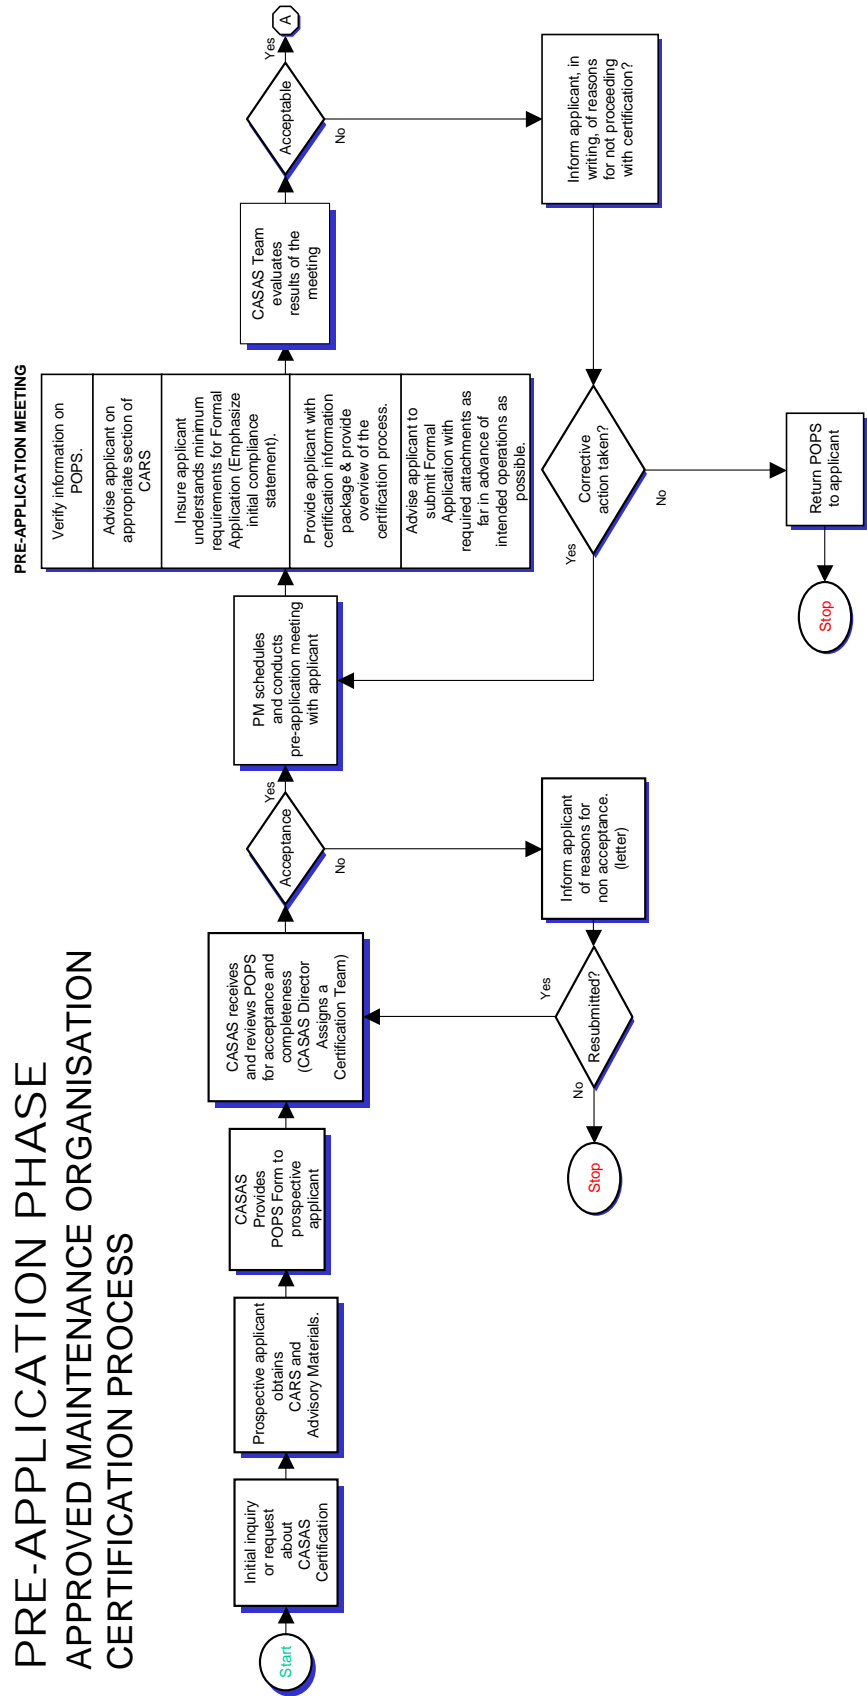 PRE-APPLICATION PHASE
APPROVED MAINTENANCE ORGANISATION
CERTIFICATION PROCESS
Start
Initial inquiry
or request
about
CASAS
Certification
Prospective applicant
obtains
CARS and
Advisory Materials.
CASAS
Provides
POPS Form to
prospective
applicant
CASAS receives
and reviews POPS
for acceptance and
completeness
(CASAS Director
Assigns a
Certification Team)
Acceptance
Yes
No
Inform applicant
of reasons for
non acceptance.
(letter)
Resubmitted?
Yes
No
Stop
PM schedules
and conducts
pre-application meeting
with applicant
PRE-APPLICATION MEETING
Verify information on
POPS.
Advise applicant on
appropriate section of
CARS
Insure applicant
understands minimum
requirements for Formal
Application (Emphasize
initial compliance
statement).
Provide applicant with
certification information
package & provide
overview of the
certification process.
Advise applicant to
submit Formal
Application with
required attachments as
far in advance of
intended operations as
possible.
CASAS Team
evaluates
results of the
meeting
Acceptable
Yes
A
No
Inform applicant, in
writing, of reasons
for not proceeding
with certification?
Corrective
action taken?
Yes
No
Return POPS
to applicant
Stop